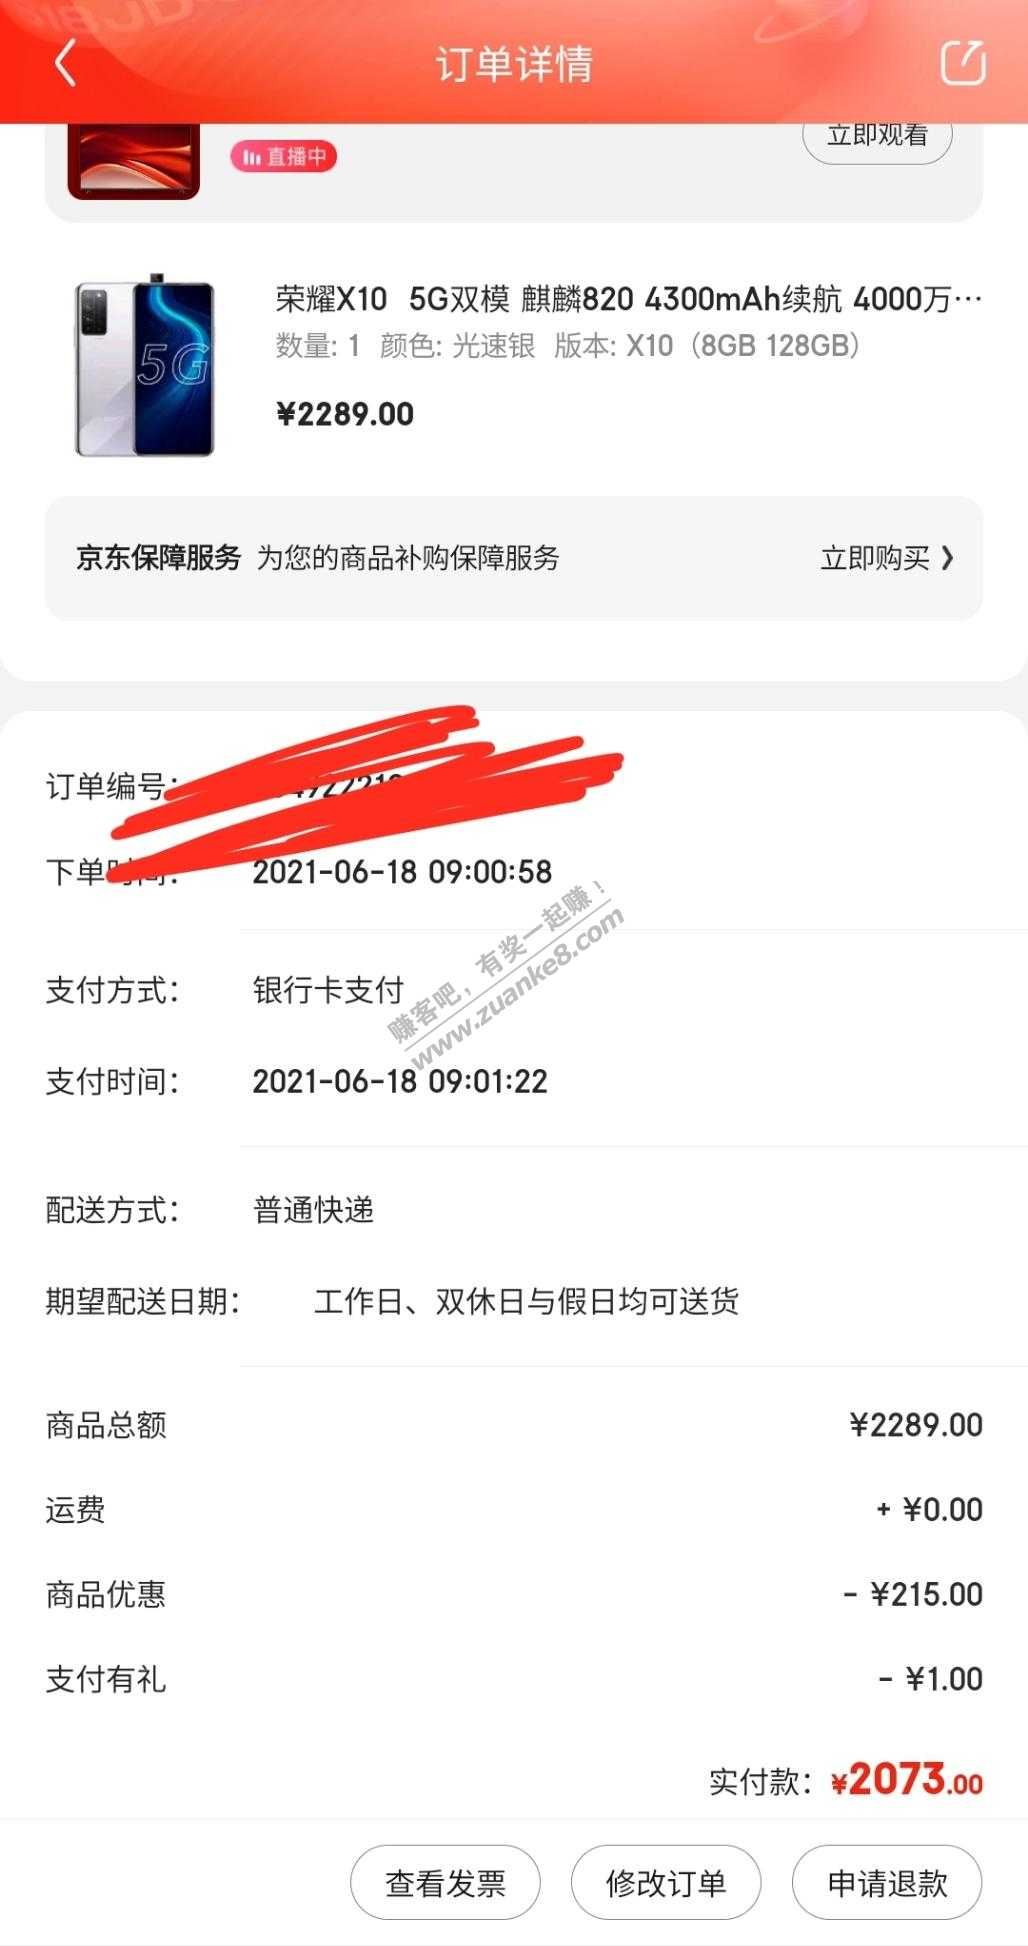 订单详情
直播中
立即观看
5G
荣耀X10 5G双模 麒麟820 4300mAh续航 4000万…
数量: 1 颜色: 光速银 版本: X10（8GB 128GB）
¥2289.00
京东保障服务 为您的商品补购保障服务 立即购买
订单编号：
下单时间： 2021-06-18 09:00:58
支付方式： 银行卡支付
支付时间： 2021-06-18 09:01:22
赚客吧，有奖一起赚！
www.zuanke8.com
配送方式： 普通快递
期望配送日期： 工作日、双休日与假日均可送货
商品总额 ¥2289.00
运费 + ¥0.00
商品优惠 - ¥215.00
支付有礼 - ¥1.00
实付款： ¥2073.00
查看发票 修改订单 申请退款